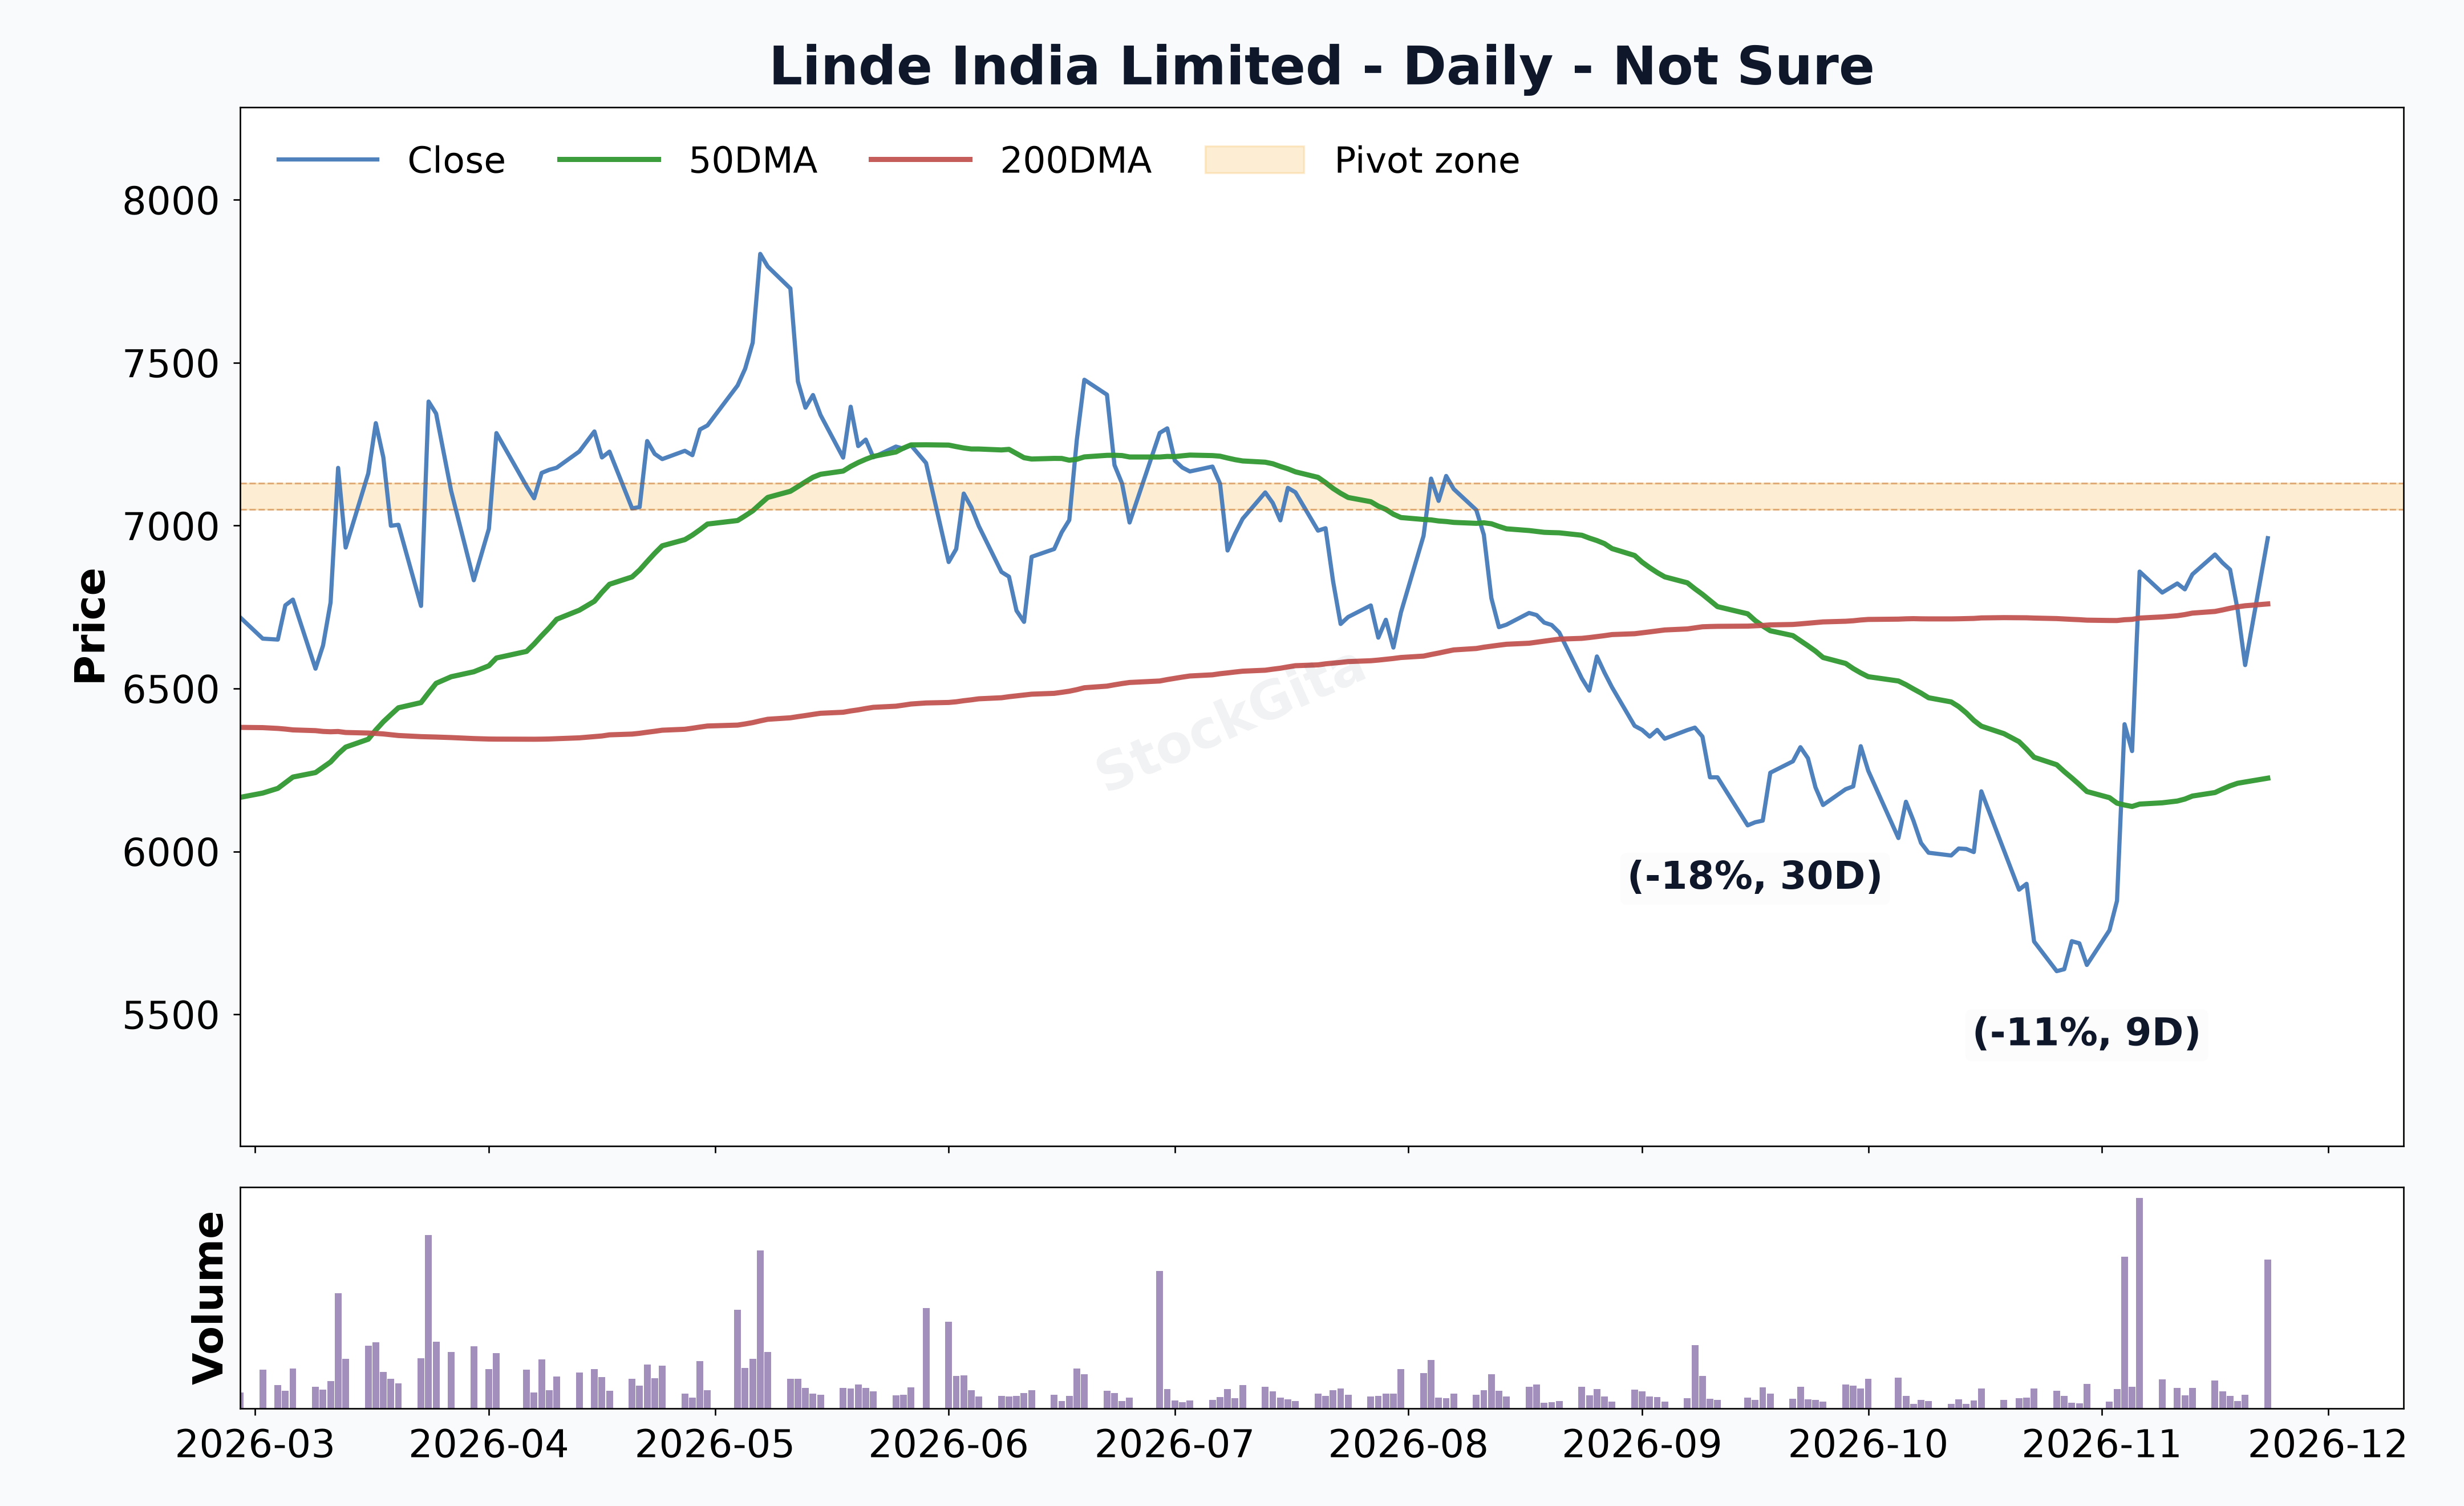 Linde India Limited - Daily - Not Sure
Close 50DMA 200DMA Pivot zone
8000
7500
7000
6500
6000
5500
Price
StockGita
(-18%, 30D)
(-11%, 9D)
Volume
2026-03 2026-04 2026-05 2026-06 2026-07 2026-08 2026-09 2026-10 2026-11 2026-12